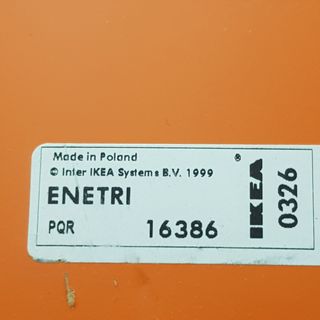 Made in Poland
© Inter IKEA Systems B.V. 1999
ENETRI
PQR 16386
IKEA®
0326